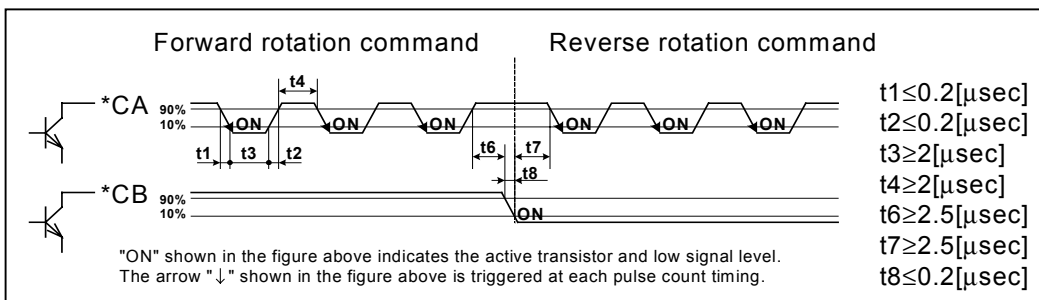 Forward rotation command
Reverse rotation command
t4
*CA
90%
10%
ON
ON
ON
ON
ON
ON
t1
t3
t2
t6
t7
t8
*CB
90%
10%
ON
t1≤0.2[μsec]
t2≤0.2[μsec]
t3≥2[μsec]
t4≥2[μsec]
t6≥2.5[μsec]
t7≥2.5[μsec]
t8≤0.2[μsec]
"ON" shown in the figure above indicates the active transistor and low signal level.
The arrow "↓" shown in the figure above is triggered at each pulse count timing.